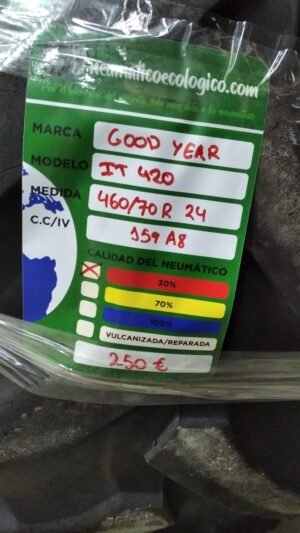 neumaticoecologico.com
MARCA GOOD YEAR
MODELO IT 420
MEDIDA 460/70 R 24
C.C/IV 159 A8
CALIDAD DEL NEUMÁTICO
30%
70%
100%
VULCANIZADA/REPARADA
250 €